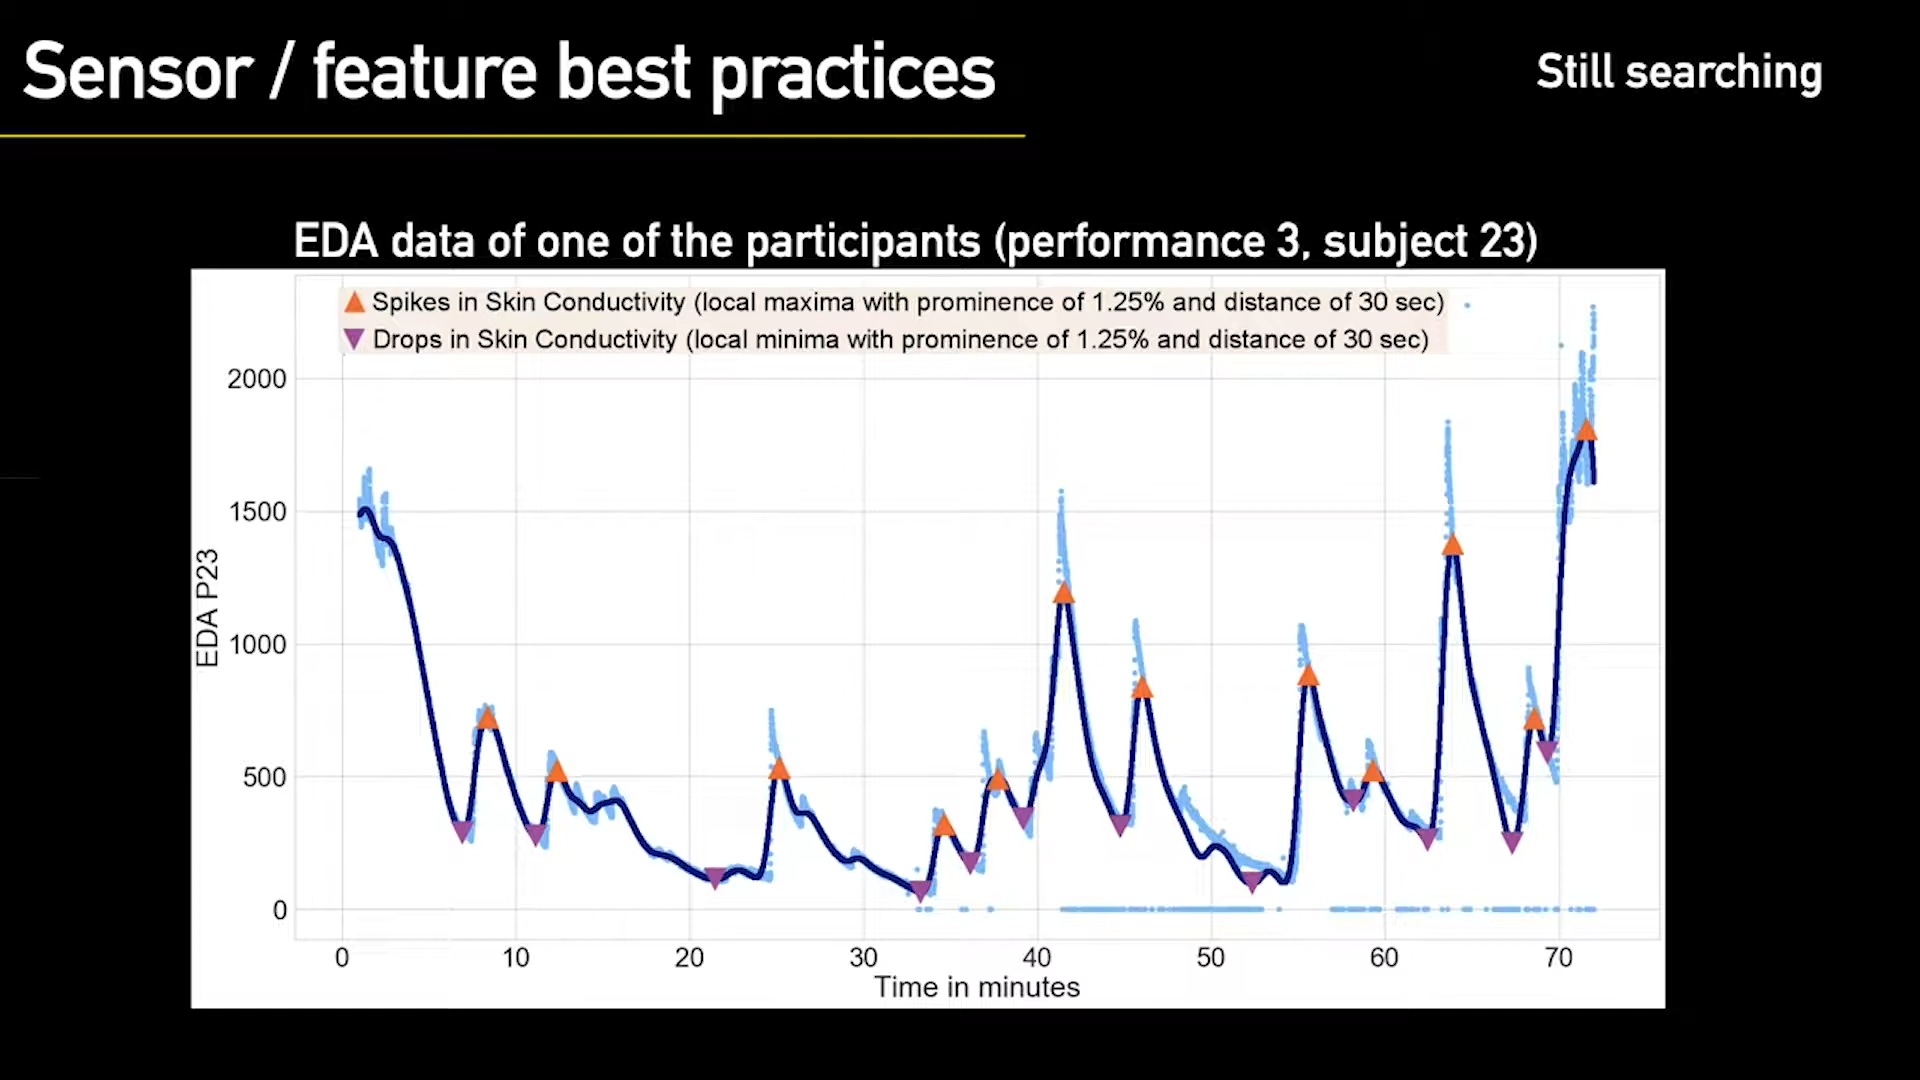 Sensor / feature best practices
Still searching
EDA data of one of the participants (performance 3, subject 23)
Spikes in Skin Conductivity (local maxima with prominence of 1.25% and distance of 30 sec)
Drops in Skin Conductivity (local minima with prominence of 1.25% and distance of 30 sec)
2000
1500
1000
500
0
EDA P23
0 10 20 30 40 50 60 70
Time in minutes